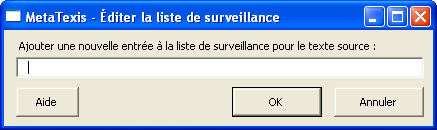 MetaTexis - Éditer la liste de surveillance
Ajouter une nouvelle entrée à la liste de surveillance pour le texte source :
Aide OK Annuler